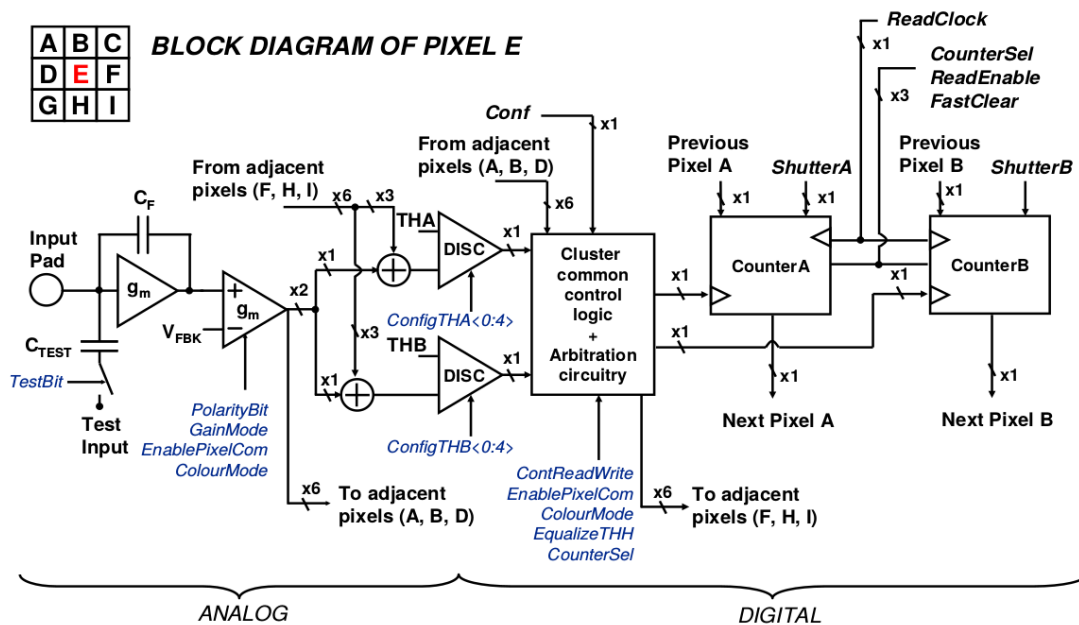 A B C
D E F
G H I
BLOCK DIAGRAM OF PIXEL E
ReadClock
x1
CounterSel
ReadEnable
FastClear
x3
Conf
x1
From adjacent
pixels (F, H, I)
x6
x3
From adjacent
pixels (A, B, D)
x6
Previous
Pixel A
x1
ShutterA
x1
Previous
Pixel B
x1
ShutterB
CF
Input
Pad
gm
CTEST
TestBit
Test
Input
VFBK
+
−
gm
x2
x1
x3
x1
THA
DISC
x1
ConfigTHA<0:4>
THB
DISC
x1
ConfigTHB<0:4>
PolarityBit
GainMode
EnablePixelCom
ColourMode
x6
To adjacent
pixels (A, B, D)
Cluster
common
control
logic
+
Arbitration
circuitry
x1
x1
CounterA
x1
CounterB
x1
Next Pixel A
x1
Next Pixel B
ContReadWrite
EnablePixelCom
ColourMode
EqualizeTHH
CounterSel
x6
To adjacent
pixels (F, H, I)
ANALOG
DIGITAL